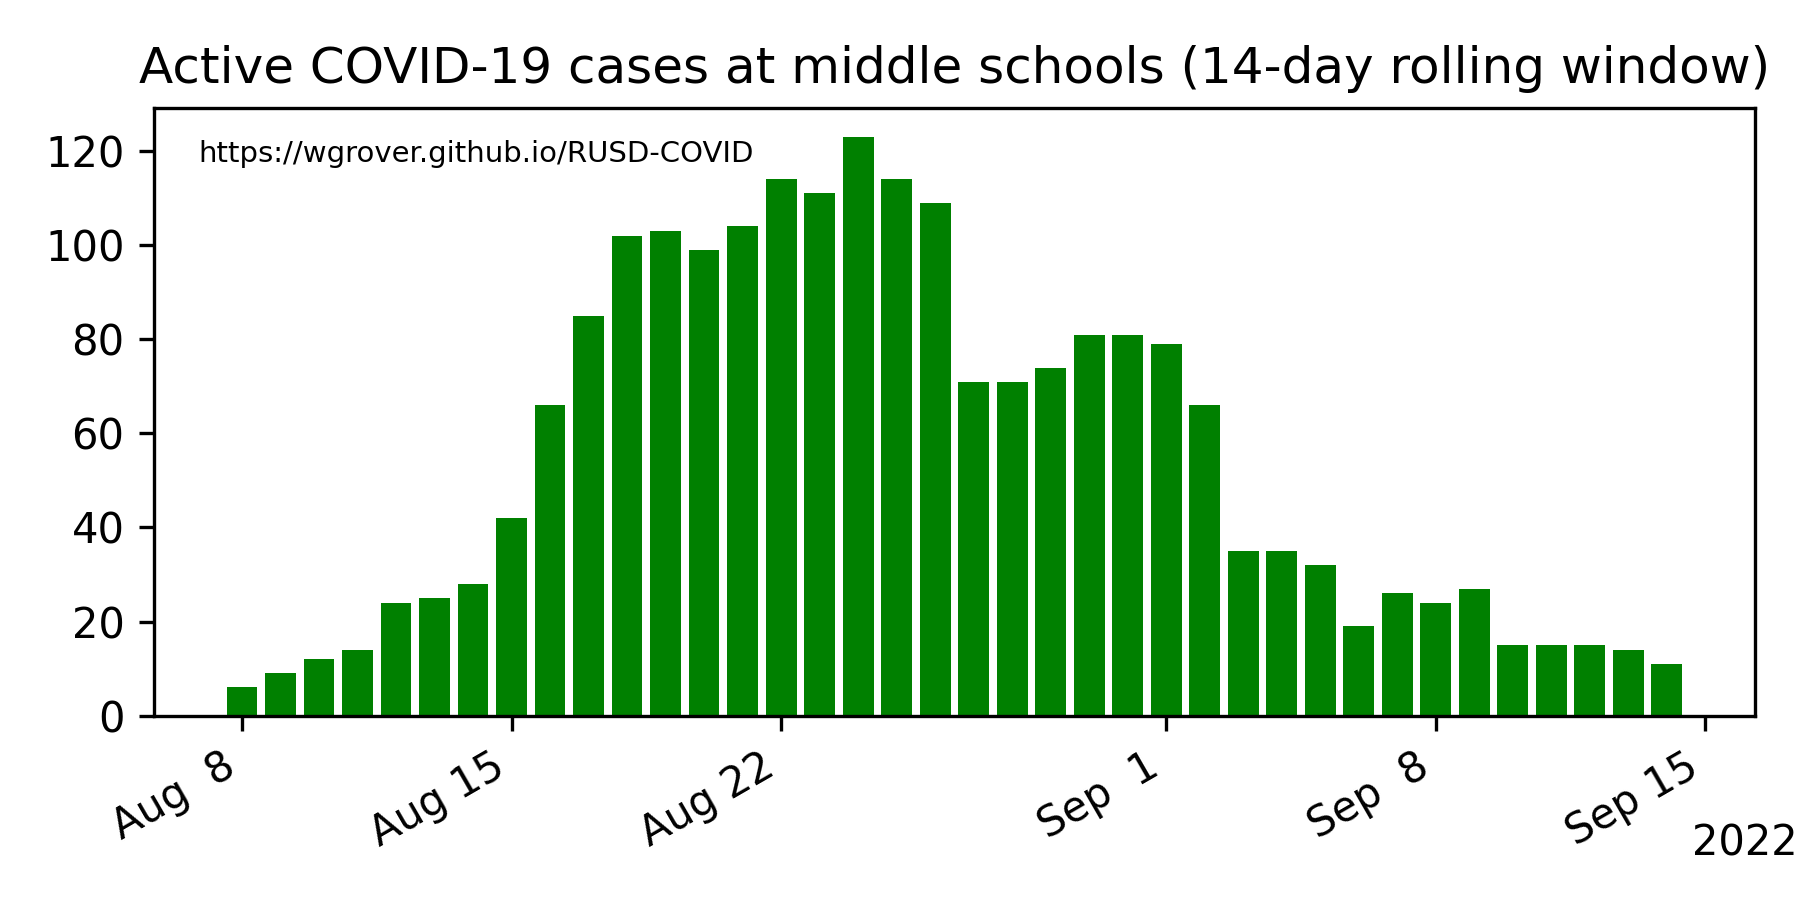 Active COVID-19 cases at middle schools (14-day rolling window)
https://wgrover.github.io/RUSD-COVID
120
100
80
60
40
20
0
Aug 8
Aug 15
Aug 22
Sep 1
Sep 8
Sep 15
2022